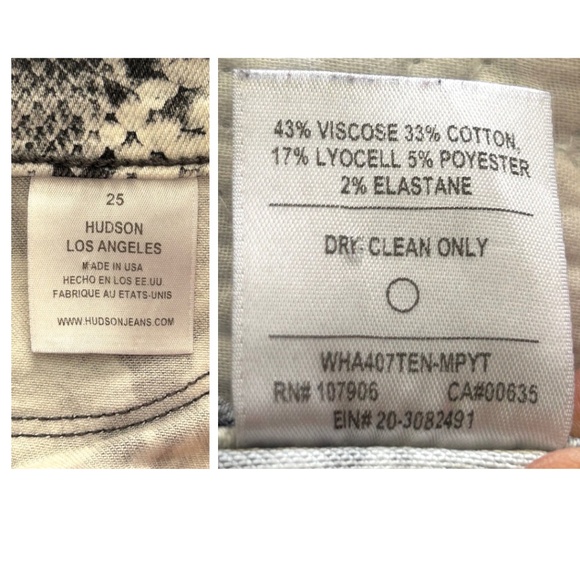 25
HUDSON
LOS ANGELES
MADE IN USA
HECHO EN LOS EE.UU
FABRIQUE AU ETATS-UNIS
WWW.HUDSONJEANS.COM
43% VISCOSE 33% COTTON,
17% LYOCELL 5% POYESTER
2% ELASTANE
DRY CLEAN ONLY
WHA407TEN-MPYT
RN# 107906 CA#00635
EIN# 20-3082491